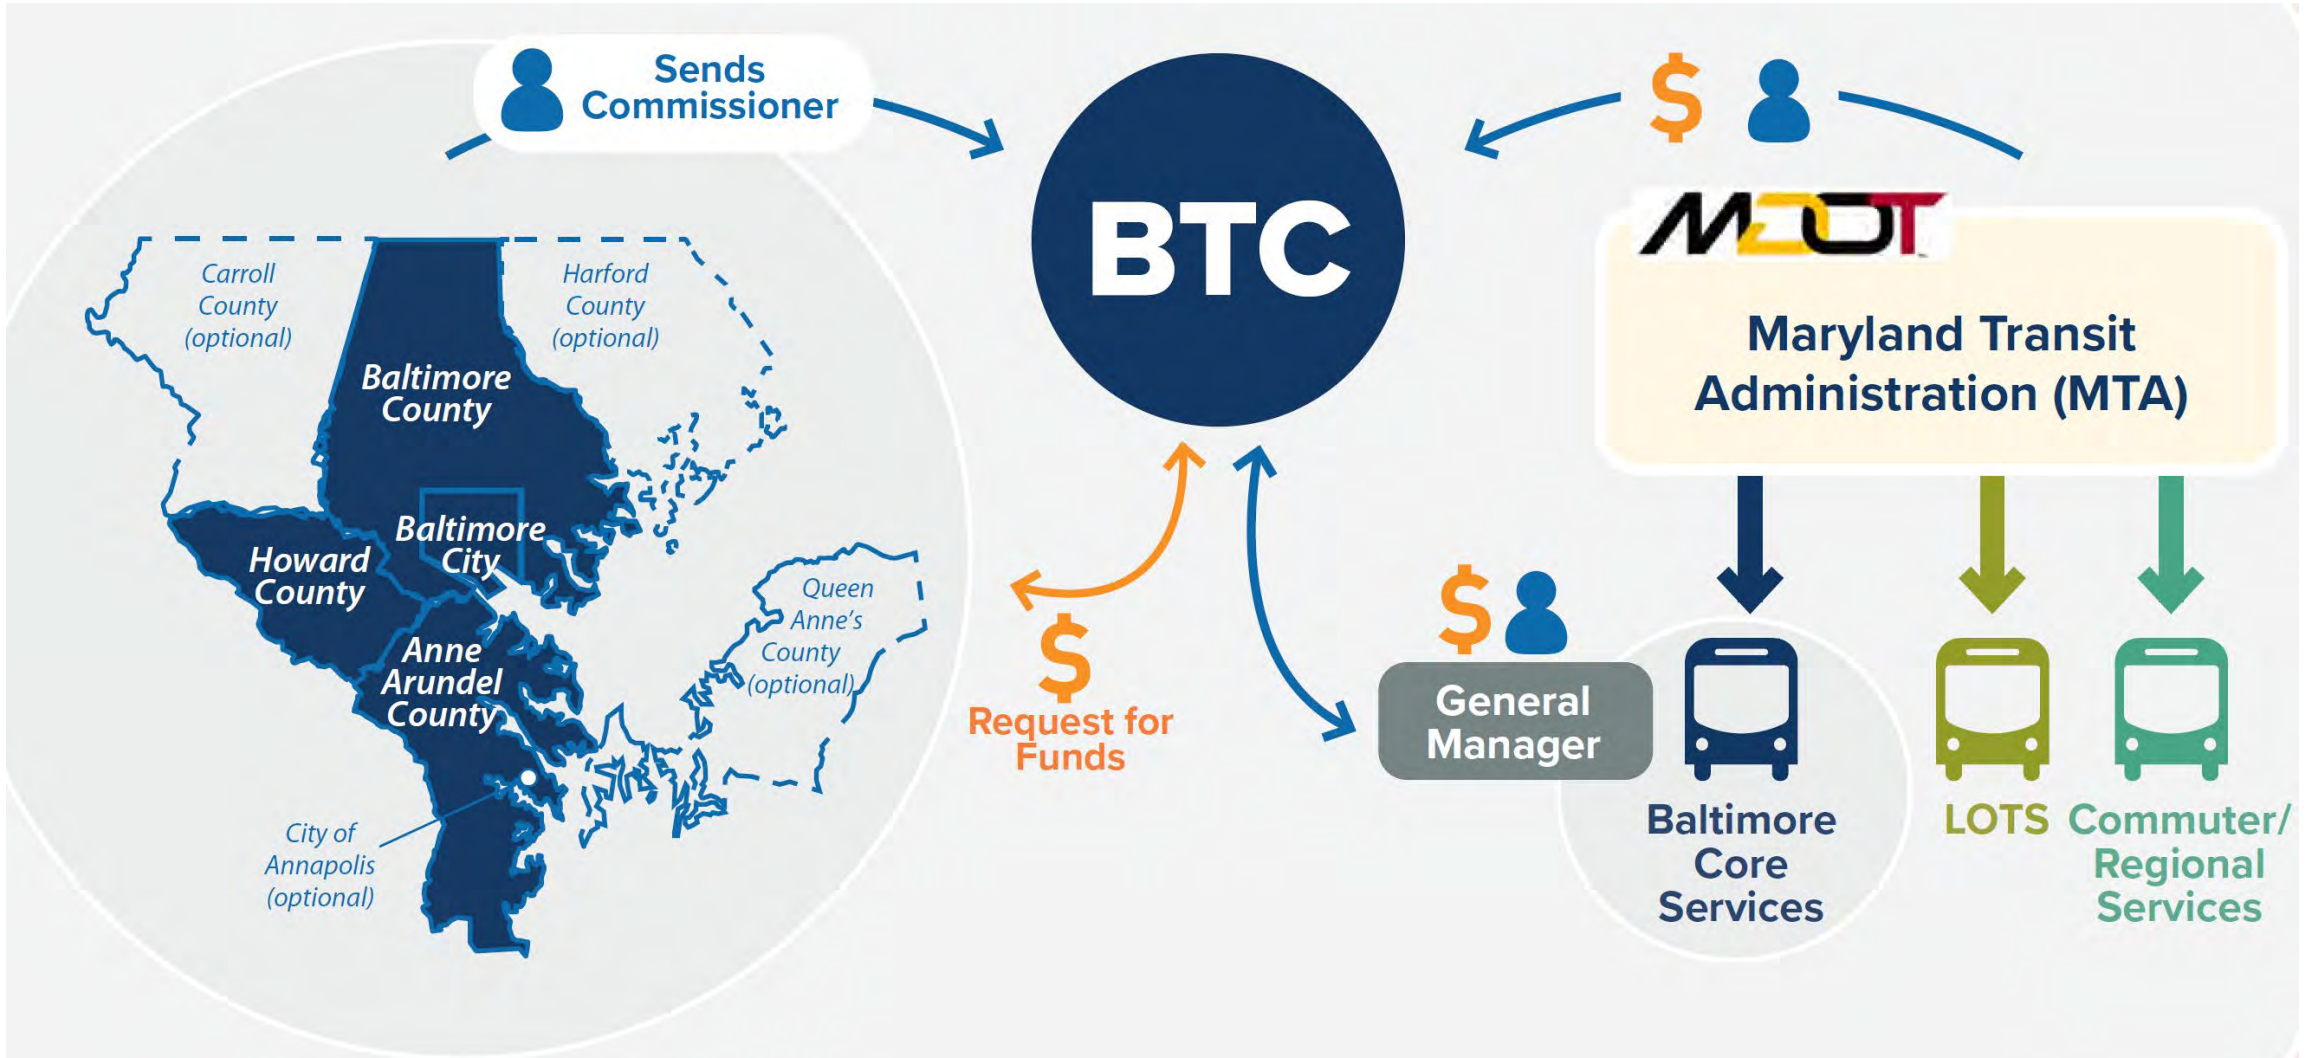 Sends
Commissioner
Carroll
County
(optional)
Harford
County
(optional)
Baltimore
County
Baltimore
City
Howard
County
Anne
Arundel
County
Queen
Anne's
County
(optional)
City of
Annapolis
(optional)
BTC
$
Request for
Funds
$
MDOT
Maryland Transit
Administration (MTA)
$
General
Manager
Baltimore
Core
Services
LOTS
Commuter/
Regional
Services